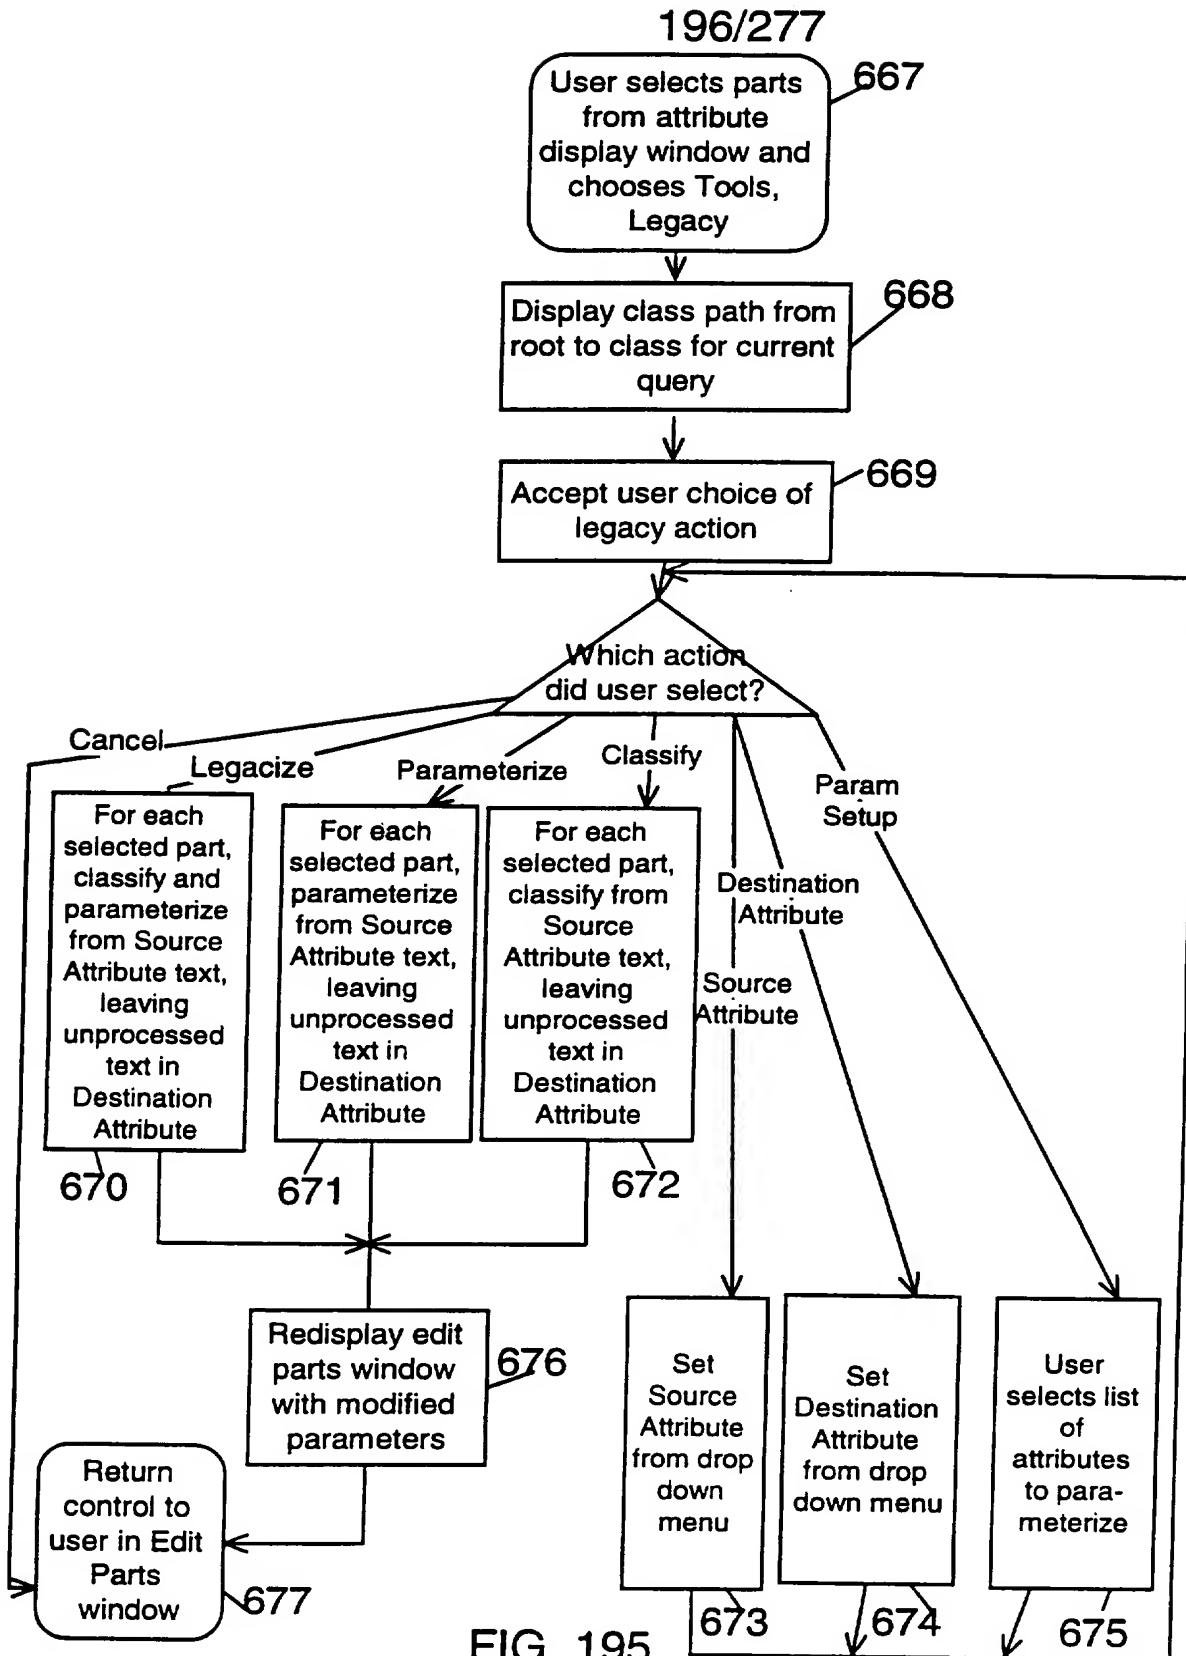 196/277
User selects parts
from attribute
display window and
chooses Tools,
Legacy
667
Display class path from
root to class for current
query
668
Accept user choice of
legacy action
669
Which action
did user select?
Cancel
Legacize
Parameterize
Classify
Param
Setup
Destination
Attribute
Source
Attribute
For each
selected part,
classify and
parameterize
from Source
Attribute text,
leaving
unprocessed
text in
Destination
Attribute
670
For each
selected part,
parameterize
from Source
Attribute text,
leaving
unprocessed
text in
Destination
Attribute
671
For each
selected part,
classify from
Source
Attribute text,
leaving
unprocessed
text in
Destination
Attribute
672
Redisplay edit
parts window
with modified
parameters
676
Return
control to
user in Edit
Parts
window
677
Set
Source
Attribute
from drop
down
menu
673
Set
Destination
Attribute
from drop
down menu
674
User
selects list
of
attributes
to para-
meterize
675
FIG. 195